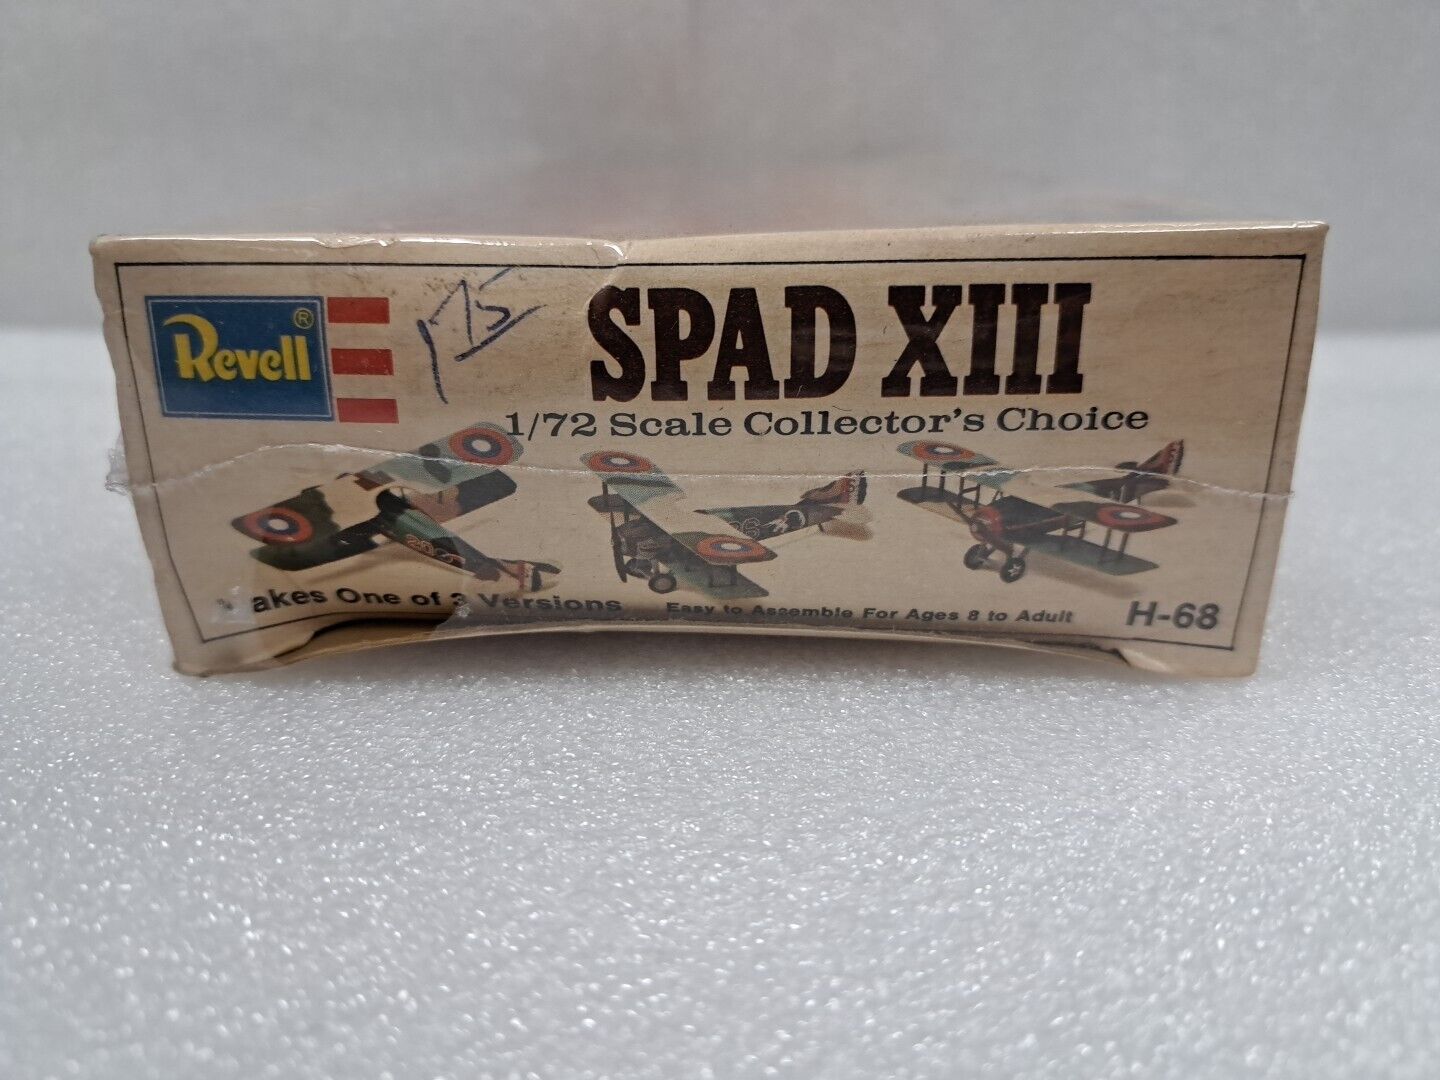 Revell®
175
SPAD XIII
1/72 Scale Collector's Choice
Makes One of 3 Versions
Easy to Assemble For Ages 8 to Adult
H-68